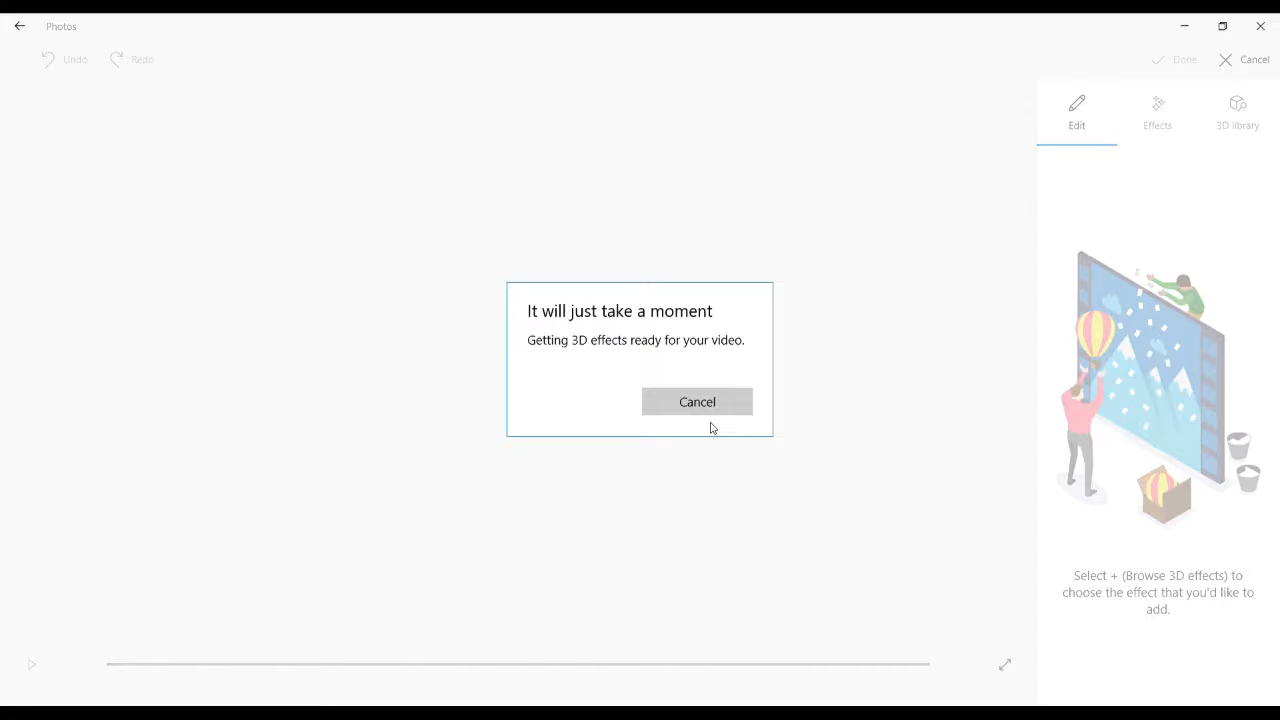 Photos
Undo
Redo
Done
Cancel
Edit
Effects
3D library
It will just take a moment
Getting 3D effects ready for your video.
Cancel
Select + (Browse 3D effects) to
choose the effect that you'd like to
add.